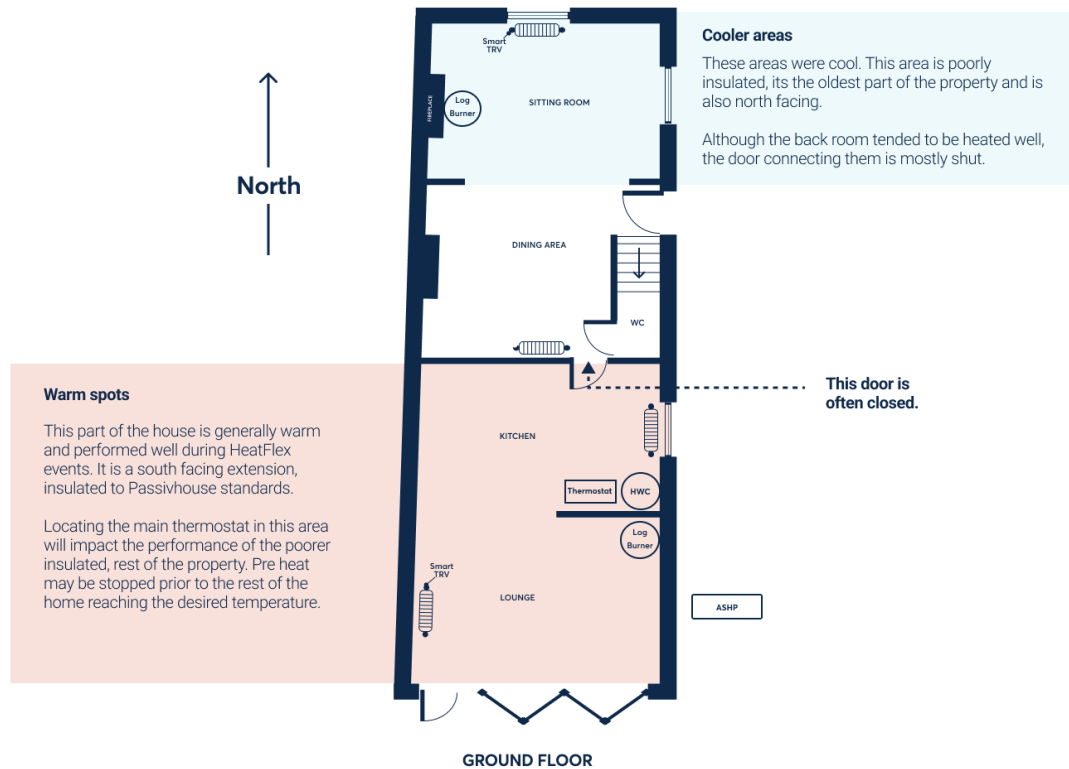 Smart
TRV
Cooler areas
These areas were cool. This area is poorly
insulated, its the oldest part of the property and is
also north facing.
Although the back room tended to be heated well,
the door connecting them is mostly shut.
FIREPLACE
Log
Burner
SITTING ROOM
North
DINING AREA
WC
Warm spots
This part of the house is generally warm
and performed well during HeatFlex
events. It is a south facing extension,
insulated to Passivhouse standards.
Locating the main thermostat in this area
will impact the performance of the poorer
insulated, rest of the property. Pre heat
may be stopped prior to the rest of the
home reaching the desired temperature.
This door is
often closed.
KITCHEN
Thermostat
HWC
Log
Burner
Smart
TRV
LOUNGE
ASHP
GROUND FLOOR